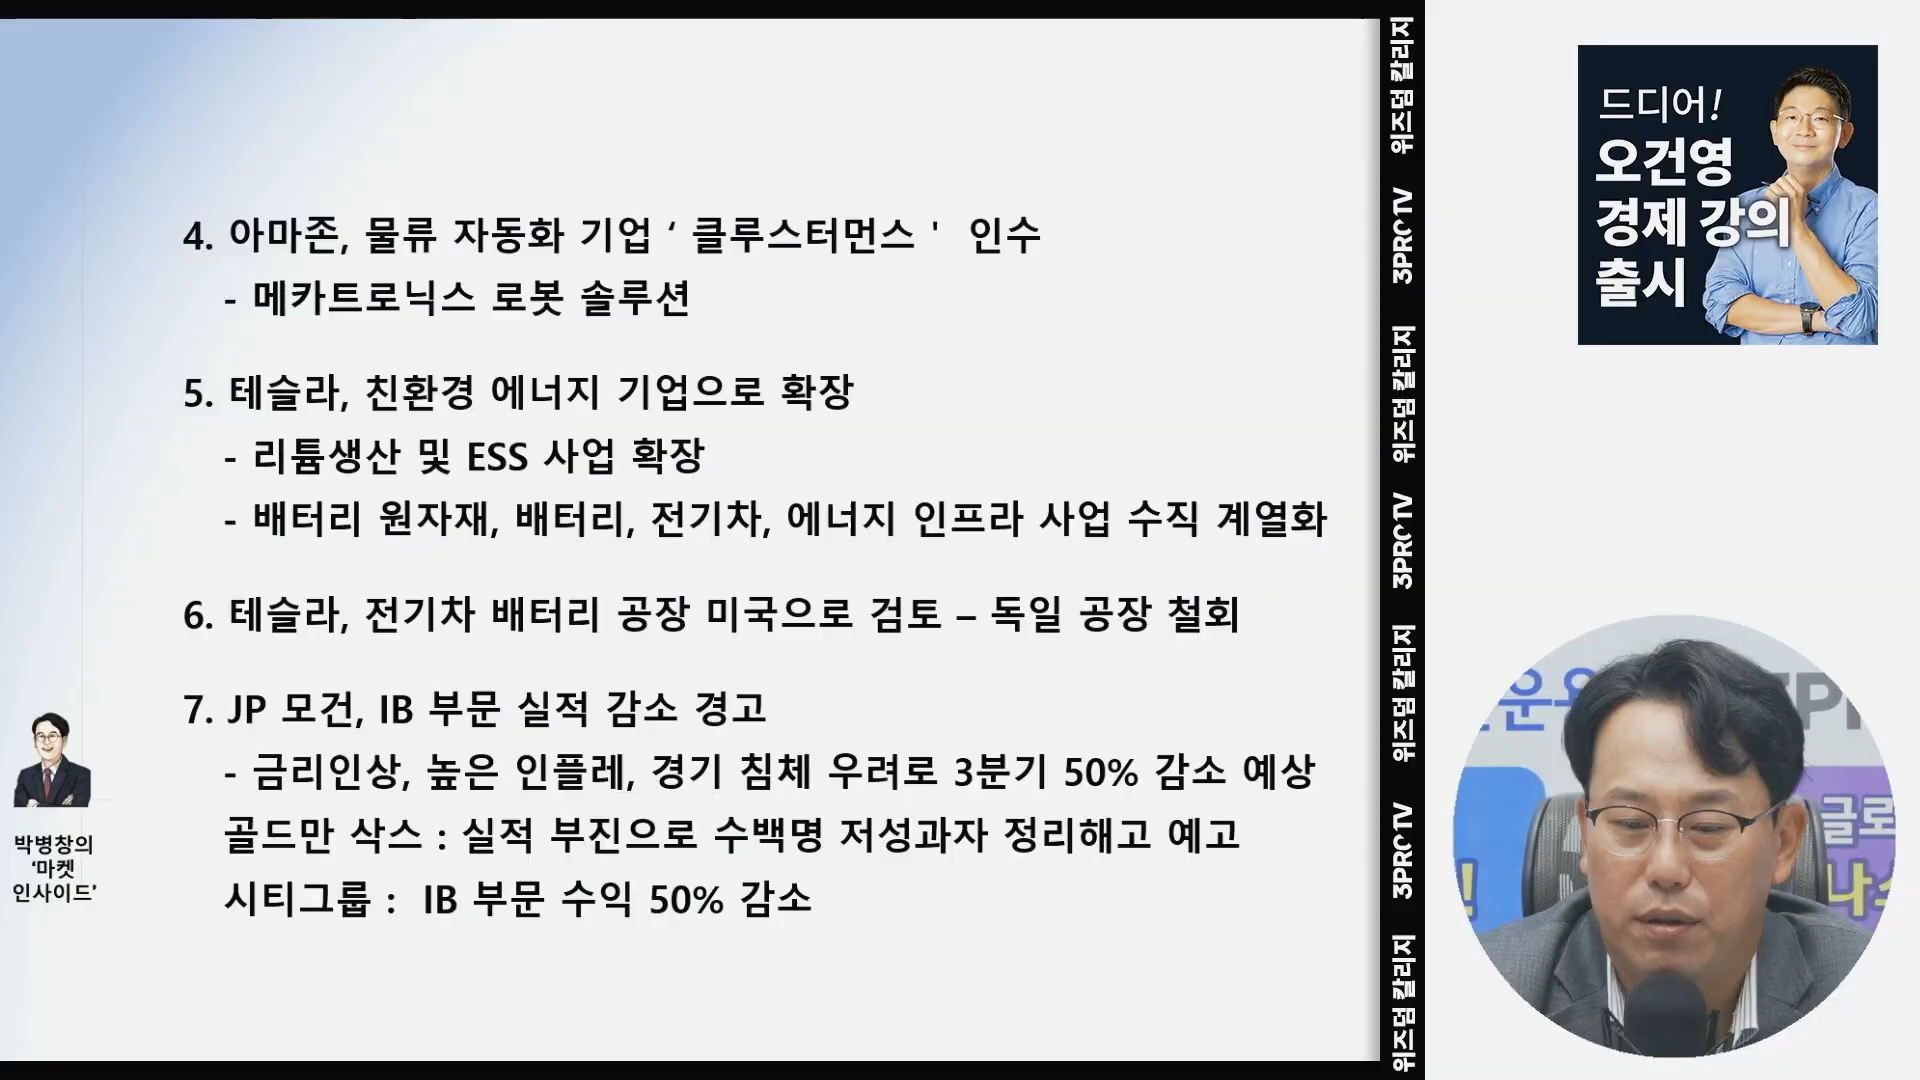 4. 아마존, 물류 자동화 기업 ‘ 클루스터먼스 ' 인수
- 메카트로닉스 로봇 솔루션
5. 테슬라, 친환경 에너지 기업으로 확장
- 리튬생산 및 ESS 사업 확장
- 배터리 원자재, 배터리, 전기차, 에너지 인프라 사업 수직 계열화
6. 테슬라, 전기차 배터리 공장 미국으로 검토 – 독일 공장 철회
7. JP 모건, IB 부문 실적 감소 경고
- 금리인상, 높은 인플레, 경기 침체 우려로 3분기 50% 감소 예상
골드만 삭스 : 실적 부진으로 수백명 저성과자 정리해고 예고
시티그룹 : IB 부문 수익 50% 감소
박병창의
‘마켓
인사이드’
위즈덤 칼리지
3PROTV
위즈덤 칼리지
3PROTV
위즈덤 칼리지
3PROTV
위즈덤 칼리지
드디어!
오건영
경제 강의
출시
글로
나스